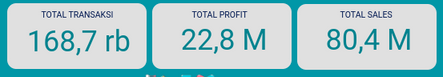 TOTAL TRANSAKSI
168,7 rb
TOTAL PROFIT
22,8 M
TOTAL SALES
80,4 M